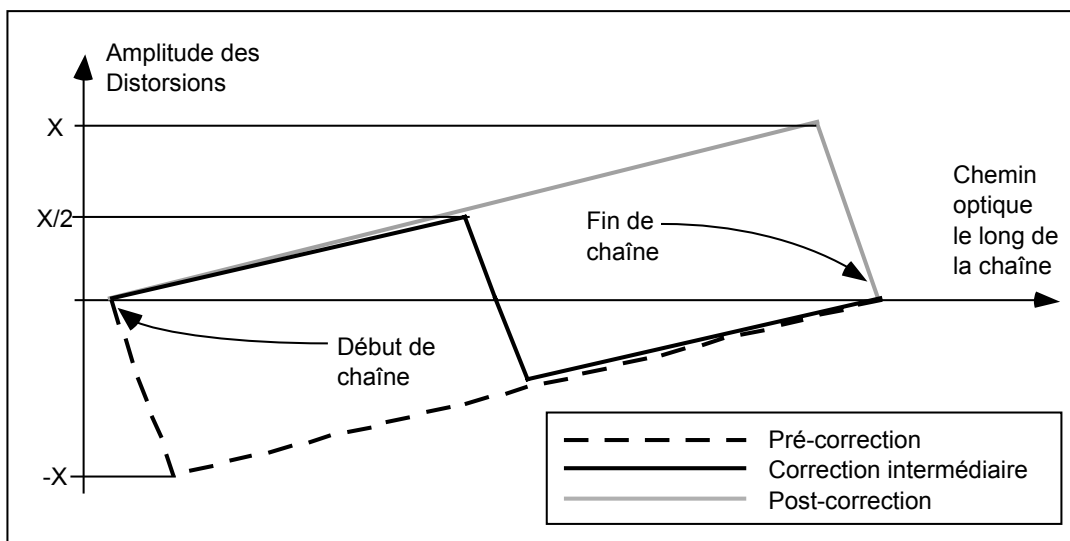 Amplitude des
Distorsions
X
X/2
-X
Chemin
optique
le long de
la chaîne
Fin de
chaîne
Début de
chaîne
Pré-correction
Correction intermédiaire
Post-correction